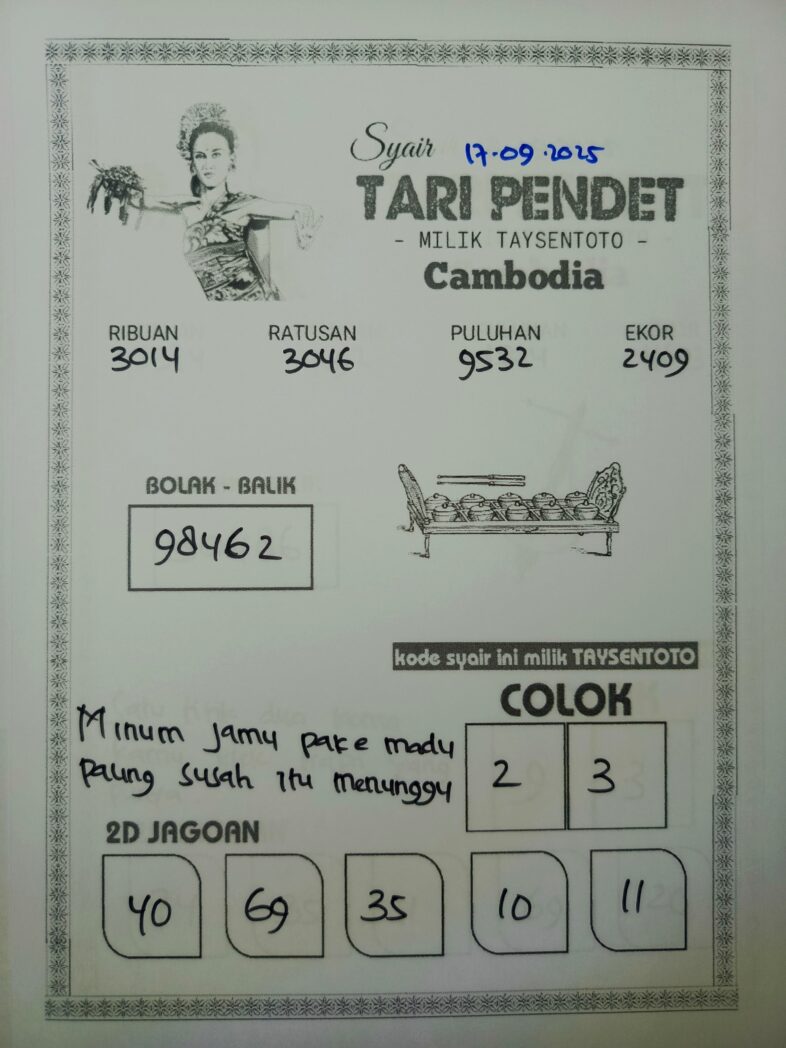 Syair 17.09.2025
TARI PENDET
- MILIK TAYSENTOTO -
Cambodia
RIBUAN RATUSAN PULUHAN EKOR
3014 3046 9532 2409
BOLAK - BALIK
98462
kode syair ini milik TAYSENTOTO
COLOK
2 3
Minum jamu pake madu
paling susah itu menunggu
2D JAGOAN
40 69 35 10 11